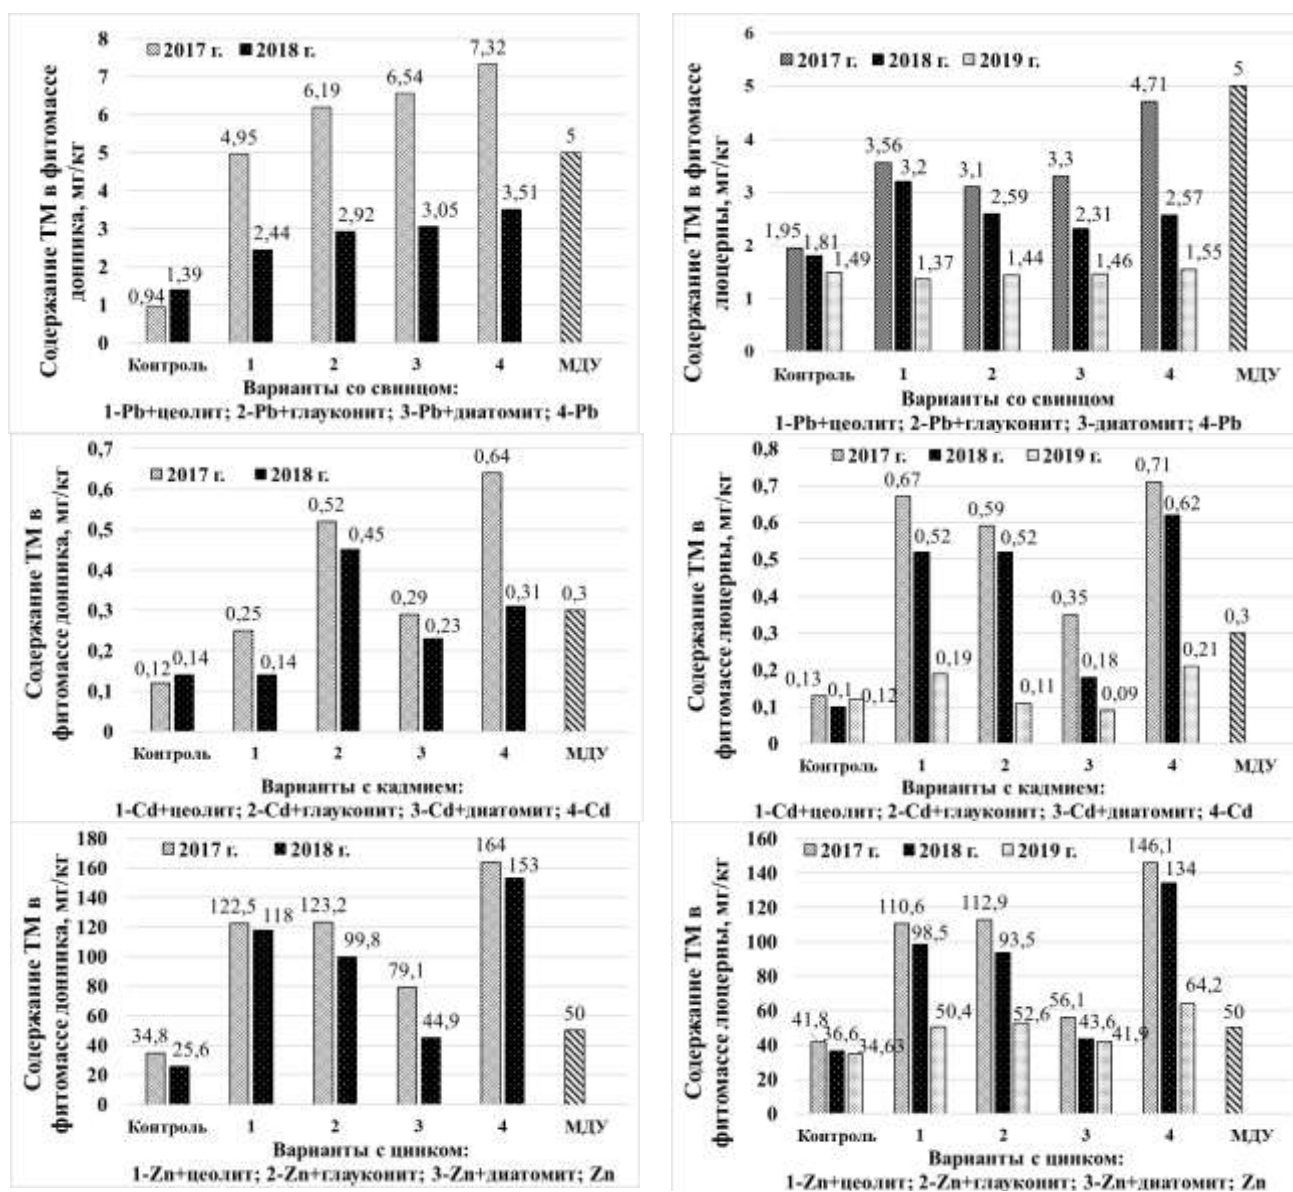 Содержание ТМ в фитомассе
донника, мг/кг
2017 г. 2018 г.
8
7
6
5
4
3
2
1
0
0,94 1,39
4,95 2,44
6,19 2,92
6,54 3,05
7,32 3,51
5
Контроль 1 2 3 4 МДУ
Варианты со свинцом:
1-Pb+цеолит; 2-Pb+глауконит; 3-Pb+диатомит; 4-Pb
Содержание ТМ в фитомассе
люцерны, мг/кг
2017 г. 2018 г. 2019 г.
6
5
4
3
2
1
0
1,95 1,81 1,49
3,56 3,2 1,37
3,1 2,59 1,44
3,3 2,31 1,46
4,71 2,57 1,55
5
Контроль 1 2 3 4 МДУ
Варианты со свинцом
1-Pb+цеолит; 2-Pb+глауконит; 3-диатомит; 4-Pb
Содержание ТМ в
фитомассе донника, мг/кг
2017 г. 2018 г.
0,7
0,6
0,5
0,4
0,3
0,2
0,1
0
0,12 0,14
0,25 0,14
0,52 0,45
0,29 0,23
0,64 0,31
0,3
Контроль 1 2 3 4 МДУ
Варианты с кадмием:
1-Cd+цеолит; 2-Cd+глауконит; 3-Cd+диатомит; 4-Cd
Содержание ТМ в
фитомассе люцерны, мг/кг
2017 г. 2018 г. 2019 г.
0,8
0,7
0,6
0,5
0,4
0,3
0,2
0,1
0
0,13 0,1 0,12
0,67 0,52 0,19
0,59 0,52 0,11
0,35 0,18 0,09
0,71 0,62 0,21
0,3
Контроль 1 2 3 4 МДУ
Варианты с кадмием:
1-Cd+цеолит; 2-Cd+глауконит; 3-Cd+диатомит; 4-Cd
Содержание ТМ в
фитомассе донника, мг/кг
2017 г. 2018 г.
180
160
140
120
100
80
60
40
20
0
34,8 25,6
122,5 118
123,2 99,8
79,1 44,9
164 153
50
Контроль 1 2 3 4 МДУ
Варианты с цинком:
1-Zn+цеолит; 2-Zn+глауконит; 3-Zn+диатомит; Zn
Содержание ТМ в
фитомассе люцерны, мг/кг
2017 г. 2018 г. 2019 г.
160
140
120
100
80
60
40
20
0
41,8 36,6 34,63
110,6 98,5 50,4
112,9 93,5 52,6
56,1 43,6 41,9
146,1 134 64,2
50
Контроль 1 2 3 4 МДУ
Варианты с цинком:
1-Zn+цеолит; 2-Zn+глауконит; 3-Zn+диатомит; Zn